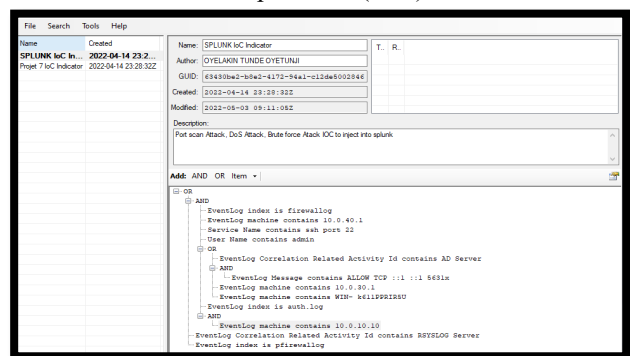 File Search Tools Help
Name Created
SPLUNK IoC In... 2022-04-14 23:2...
Projet 7 IoC Indicator 2022-04-14 23:28:32Z
Name: SPLUNK IoC Indicator
Author: OYELAKIN TUNDE OYETUNJI
GUID: 63430be2-b8e2-4172-94a1-c12de5002846
Created: 2022-04-14 23:28:32Z
Modified: 2022-05-03 09:11:05Z
T.. R..
Description:
Port scan Attack, DoS Attack, Brute force Atack IOC to inject into splunk
Add: AND OR Item
OR
AND
EventLog index is firewallog
EventLog machine contains 10.0.40.1
Service Name contains ssh port 22
User Name contains admin
OR
EventLog Correlation Related Activity Id contains AD Server
AND
EventLog Message contains ALLOW TCP ::1 ::1 5631x
EventLog machine contains 10.0.30.1
EventLog machine contains WIN- k611PPRIR8U
EventLog index is auth.log
AND
EventLog machine contains 10.0.10.10
EventLog Correlation Related Activity Id contains RSYSLOG Server
EventLog index is pfirewallog